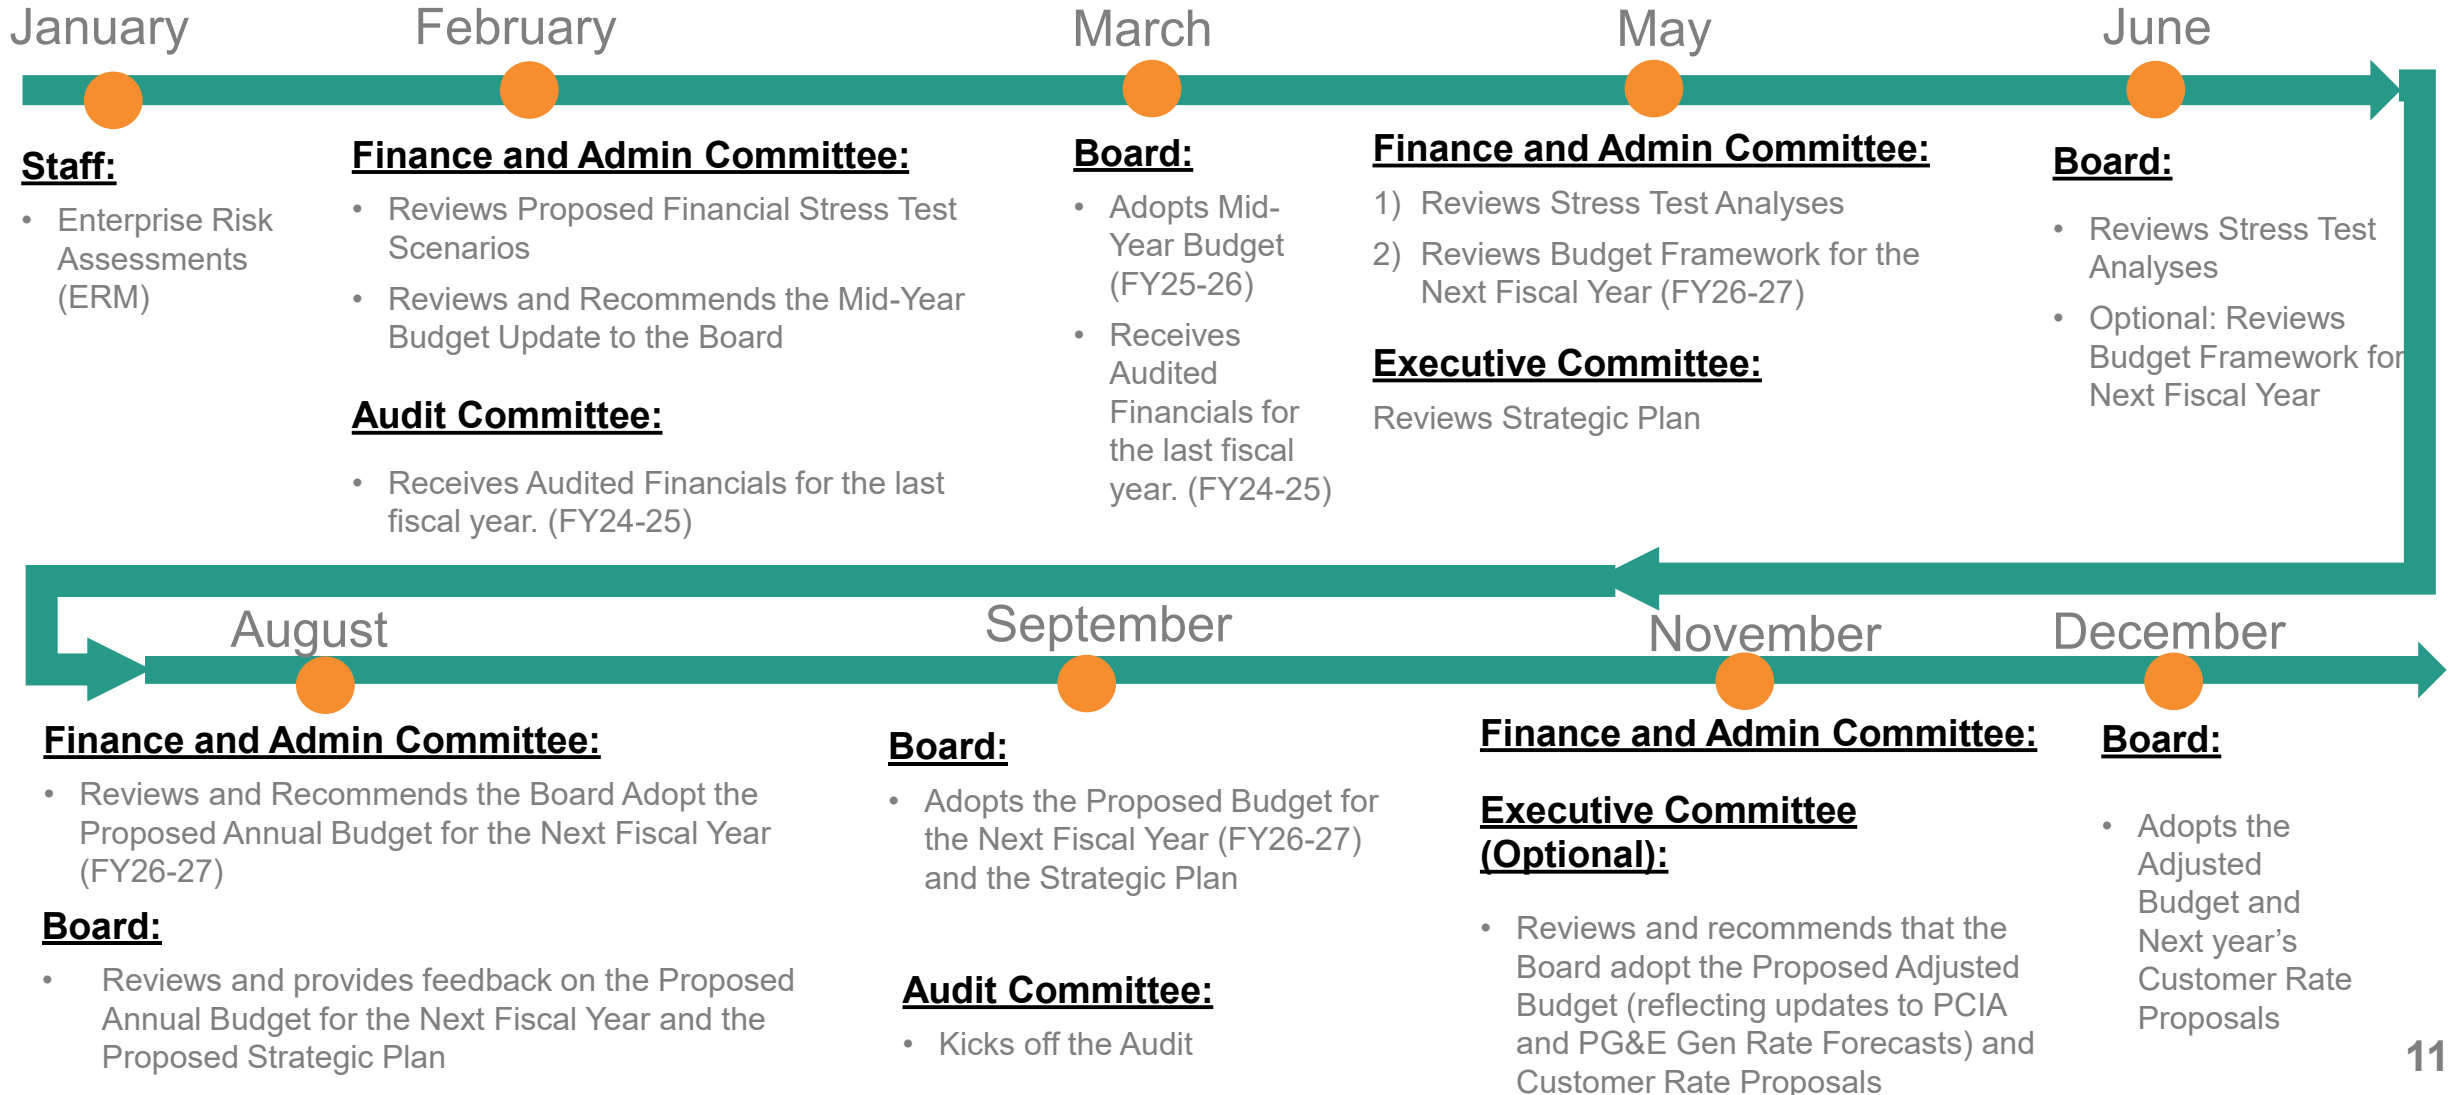 January
Staff:
• Enterprise Risk
Assessments
(ERM)
February
Finance and Admin Committee:
• Reviews Proposed Financial Stress Test
Scenarios
• Reviews and Recommends the Mid-Year
Budget Update to the Board
Audit Committee:
• Receives Audited Financials for the last
fiscal year. (FY24-25)
March
Board:
• Adopts Mid-
Year Budget
(FY25-26)
• Receives
Audited
Financials for
the last fiscal
year. (FY24-25)
May
Finance and Admin Committee:
1) Reviews Stress Test Analyses
2) Reviews Budget Framework for the
Next Fiscal Year (FY26-27)
Executive Committee:
Reviews Strategic Plan
June
Board:
• Reviews Stress Test
Analyses
• Optional: Reviews
Budget Framework for
Next Fiscal Year
August
Finance and Admin Committee:
• Reviews and Recommends the Board Adopt the
Proposed Annual Budget for the Next Fiscal Year
(FY26-27)
Board:
• Reviews and provides feedback on the Proposed
Annual Budget for the Next Fiscal Year and the
Proposed Strategic Plan
September
Board:
• Adopts the Proposed Budget for
the Next Fiscal Year (FY26-27)
and the Strategic Plan
Audit Committee:
• Kicks off the Audit
November
Finance and Admin Committee:
Executive Committee
(Optional):
• Reviews and recommends that the
Board adopt the Proposed Adjusted
Budget (reflecting updates to PCIA
and PG&E Gen Rate Forecasts) and
Customer Rate Proposals
December
Board:
• Adopts the
Adjusted
Budget and
Next year’s
Customer Rate
Proposals
11